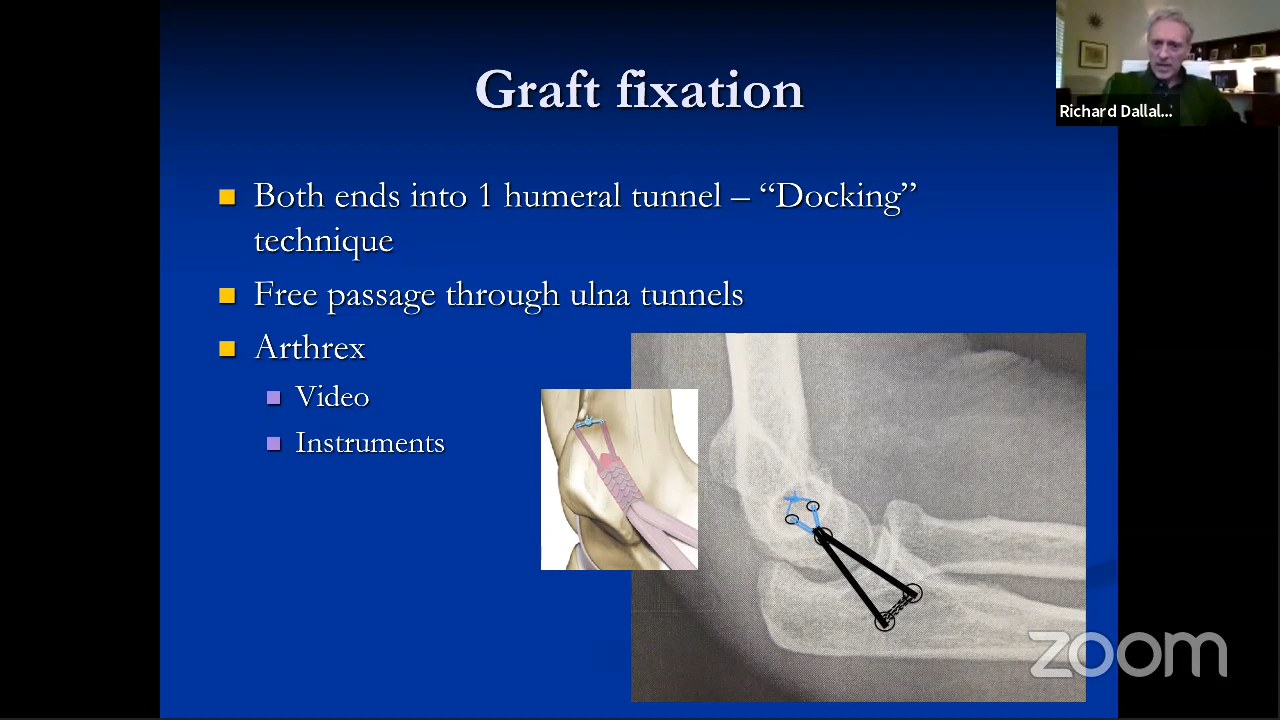 Graft fixation
Richard Dallal...
Both ends into 1 humeral tunnel – “Docking”
technique
Free passage through ulna tunnels
Arthrex
Video
Instruments
zoom